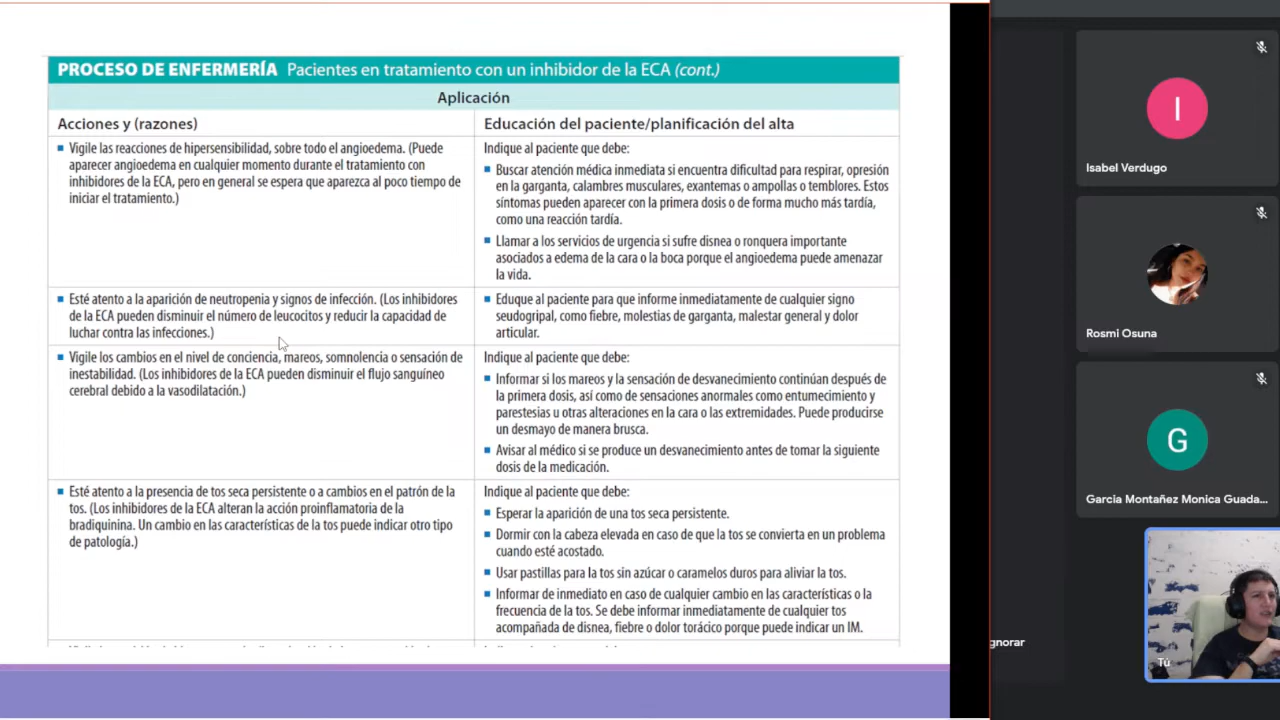 PROCESO DE ENFERMERÍA Pacientes en tratamiento con un inhibidor de la ECA (cont.)
Aplicación
Acciones y (razones)
Educación del paciente/planificación del alta
Vigile las reacciones de hipersensibilidad, sobre todo el angioedema. (Puede
aparecer angioedema en cualquier momento durante el tratamiento con
inhibidores de la ECA, pero en general se espera que aparezca al poco tiempo de
iniciar el tratamiento.)
Indique al paciente que debe:
Buscar atención médica inmediata si encuentra dificultad para respirar, opresión
en la garganta, calambres musculares, exantemas o ampollas o temblores. Estos
síntomas pueden aparecer con la primera dosis o de forma mucho más tardía,
como una reacción tardía.
Llamar a los servicios de urgencia si sufre disnea o ronquera importante
asociados a edema de la cara o la boca porque el angioedema puede amenazar
la vida.
Esté atento a la aparición de neutropenia y signos de infección. (Los inhibidores
de la ECA pueden disminuir el número de leucocitos y reducir la capacidad de
luchar contra las infecciones.)
Eduque al paciente para que informe inmediatamente de cualquier signo
seudogripal, como fiebre, molestias de garganta, malestar general y dolor
articular.
Vigile los cambios en el nivel de conciencia, mareos, somnolencia o sensación de
inestabilidad. (Los inhibidores de la ECA pueden disminuir el flujo sanguíneo
cerebral debido a la vasodilatación.)
Indique al paciente que debe:
Informar si los mareos y la sensación de desvanecimiento continúan después de
la primera dosis, así como de sensaciones anormales como entumecimiento y
parestesias u otras alteraciones en la cara o las extremidades. Puede producirse
un desmayo de manera brusca.
Avisar al médico si se produce un desvanecimiento antes de tomar la siguiente
dosis de la medicación.
Esté atento a la presencia de tos seca persistente o a cambios en el patrón de la
tos. (Los inhibidores de la ECA alteran la acción proinflamatoria de la
bradiquinina. Un cambio en las características de la tos puede indicar otro tipo
de patología.)
Indique al paciente que debe:
Esperar la aparición de una tos seca persistente.
Dormir con la cabeza elevada en caso de que la tos se convierta en un problema
cuando esté acostado.
Usar pastillas para la tos sin azúcar o caramelos duros para aliviar la tos.
Informar de inmediato en caso de cualquier cambio en las características o la
frecuencia de la tos. Se debe informar inmediatamente de cualquier tos
acompañada de disnea, fiebre o dolor torácico porque puede indicar un IM.
I
Isabel Verdugo
Rosmi Osuna
G
Garcia Montañez Monica Guada...
gnorar
Tú